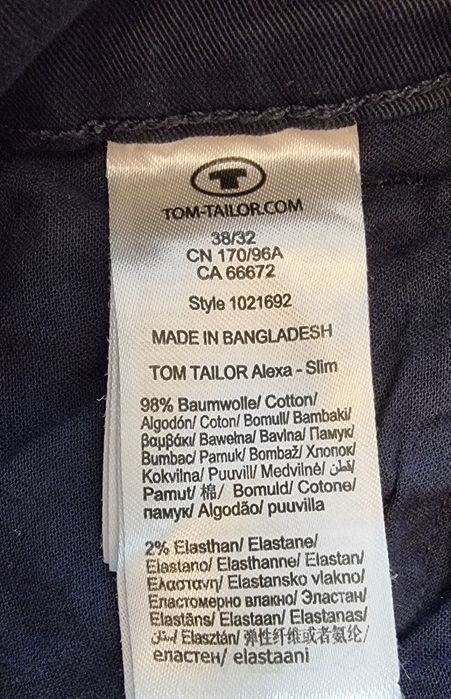 TOM-TAILOR.COM
38/32
CN 170/96A
CA 66672
Style 1021692
MADE IN BANGLADESH
TOM TAILOR Alexa - Slim
98% Baumwolle/ Cotton/
Algodón/ Coton/ Bomull/ Bambaki/
βαμβάκι/ Bawełna/ Bavlna/ Памук/
Bumbac/ Pamuk/ Bombaž/ Хлопок/
Kokvilna/ Puuvill/ Medvilnė/ قطن/
Pamut/ 棉/ Bomuld/ Cotone/
памук/ Algodão/ puuvilla
2% Elasthan/ Elastane/
Elastano/ Elasthanne/ Elastan/
Ελαστανη/ Elastansko vlakno/
Еластомерно влакно/ Эластан/
Elastāns/ Elastaan/ Elastanas/
Elasztán/ 弹性纤维或者氨纶/
еластен/ elastaani